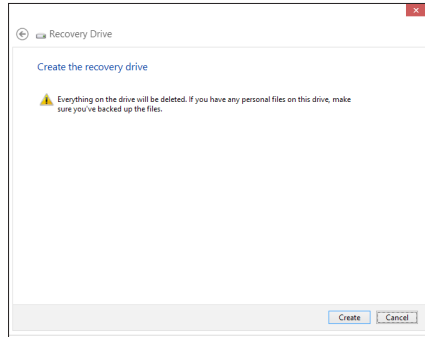 Recovery Drive
Create the recovery drive
Everything on the drive will be deleted. If you have any personal files on this drive, make
sure you've backed up the files.
Create Cancel